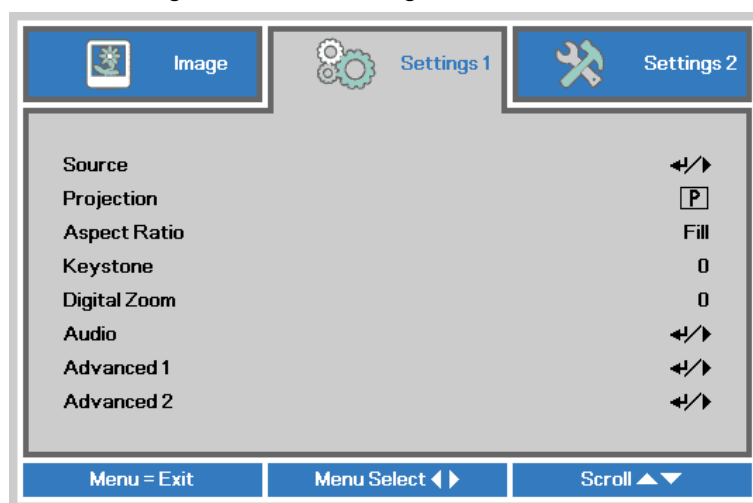 Image
Settings 1
Settings 2
Source ↵/▶
Projection P
Aspect Ratio Fill
Keystone 0
Digital Zoom 0
Audio ↵/▶
Advanced 1 ↵/▶
Advanced 2 ↵/▶
Menu = Exit
Menu Select ◀▶
Scroll ▲▼